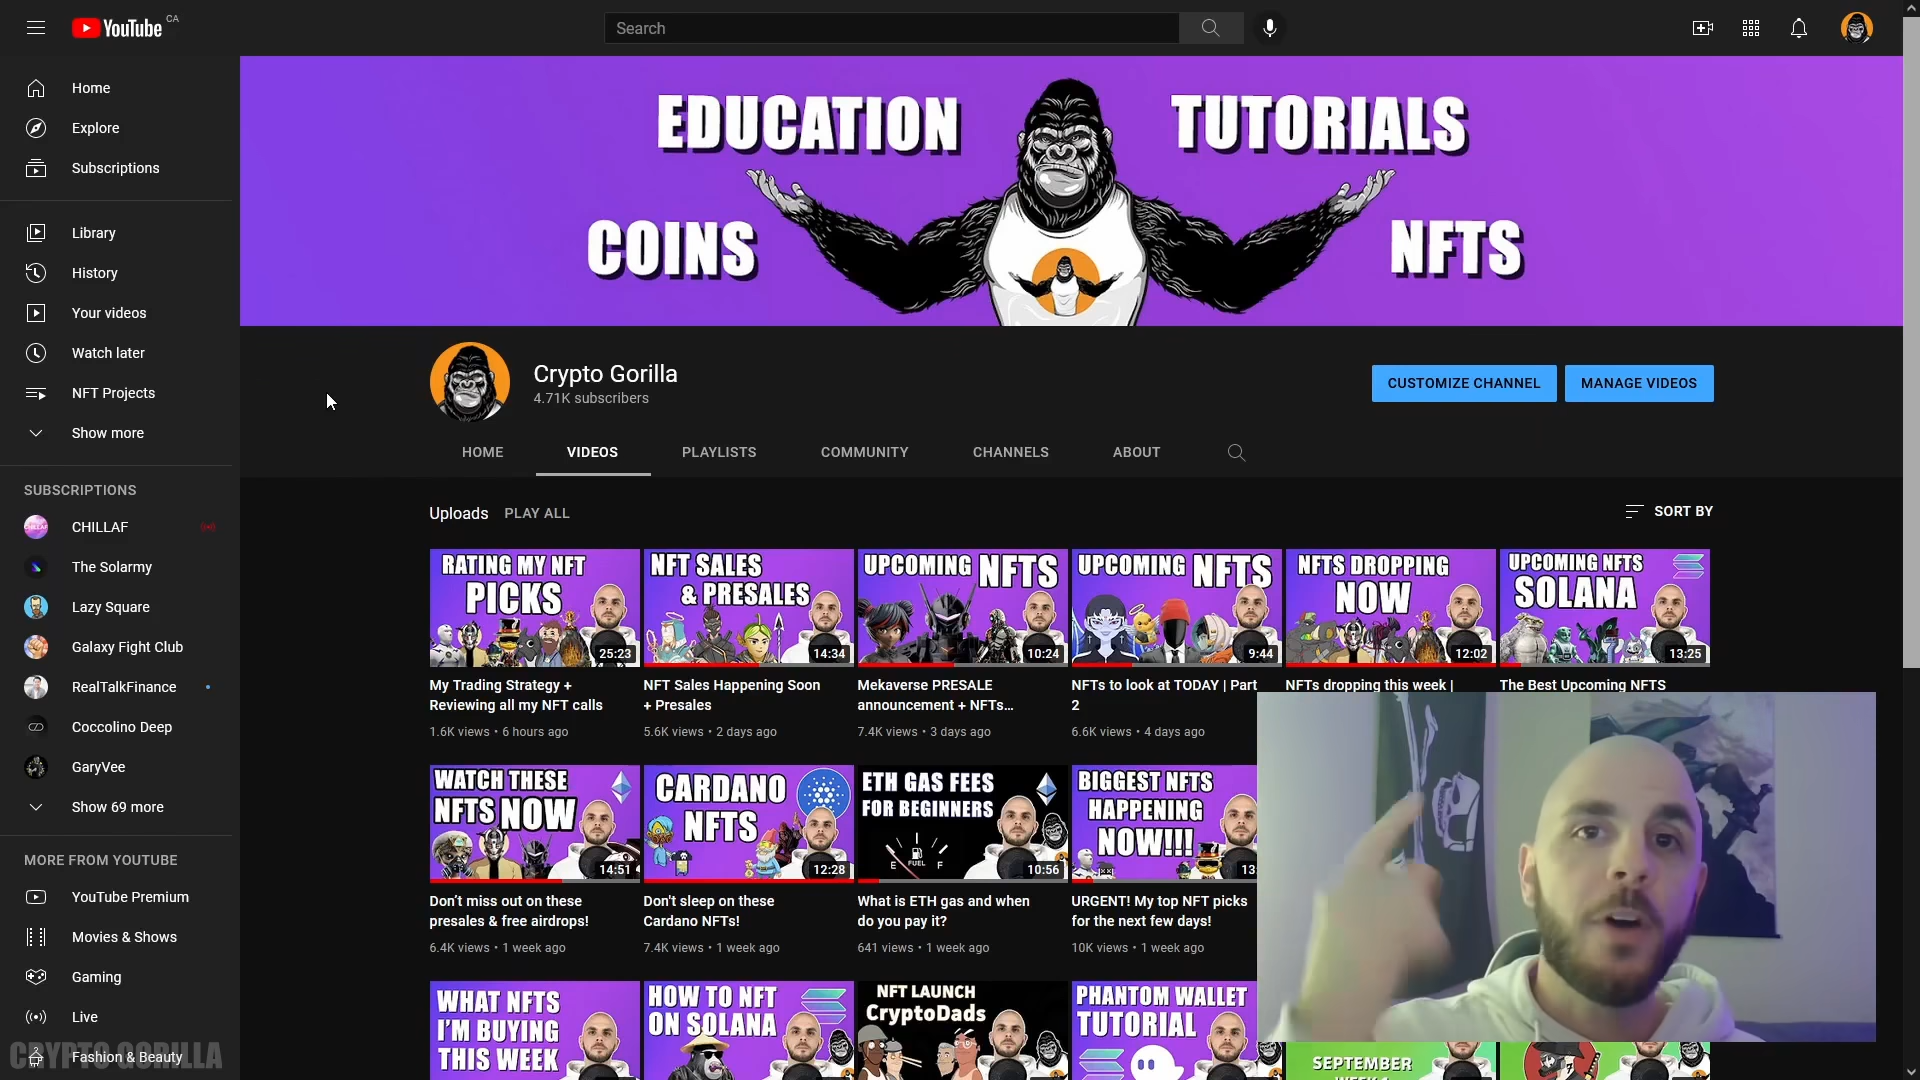 YouTube CA
Search
Home
Explore
Subscriptions
Library
History
Your videos
Watch later
NFT Projects
Show more
SUBSCRIPTIONS
CHILLAF
The Solarmy
Lazy Square
Galaxy Fight Club
RealTalkFinance
Coccolino Deep
GaryVee
Show 69 more
MORE FROM YOUTUBE
YouTube Premium
Movies & Shows
Gaming
Live
Fashion & Beauty
CRYPTO GORILLA
EDUCATION
TUTORIALS
COINS
NFTS
Crypto Gorilla
4.71K subscribers
CUSTOMIZE CHANNEL
MANAGE VIDEOS
HOME
VIDEOS
PLAYLISTS
COMMUNITY
CHANNELS
ABOUT
Uploads
PLAY ALL
SORT BY
RATING MY NFT
PICKS
25:23
My Trading Strategy +
Reviewing all my NFT calls
1.6K views • 6 hours ago
NFT SALES
& PRESALES
14:34
NFT Sales Happening Soon
+ Presales
5.6K views • 2 days ago
UPCOMING NFTS
10:24
Mekaverse PRESALE
announcement + NFTs...
7.4K views • 3 days ago
UPCOMING NFTS
9:44
NFTs to look at TODAY | Part
2
6.6K views • 4 days ago
NFTS DROPPING
NOW
12:02
NFTs dropping this week |
UPCOMING NFTS
SOLANA
13:25
The Best Upcoming NFTS
WATCH THESE
NFTS NOW
14:51
Don't miss out on these
presales & free airdrops!
6.4K views • 1 week ago
CARDANO
NFTS
12:28
Don't sleep on these
Cardano NFTs!
7.4K views • 1 week ago
ETH GAS FEES
FOR BEGINNERS
E FUEL F
10:56
What is ETH gas and when
do you pay it?
641 views • 1 week ago
BIGGEST NFTS
HAPPENING
NOW!!!
13:
URGENT! My top NFT picks
for the next few days!
10K views • 1 week ago
WHAT NFTS
I'M BUYING
THIS WEEK
HOW TO NFT
ON SOLANA
NFT LAUNCH
CryptoDads
PHANTOM WALLET
TUTORIAL
SEPTEMBER